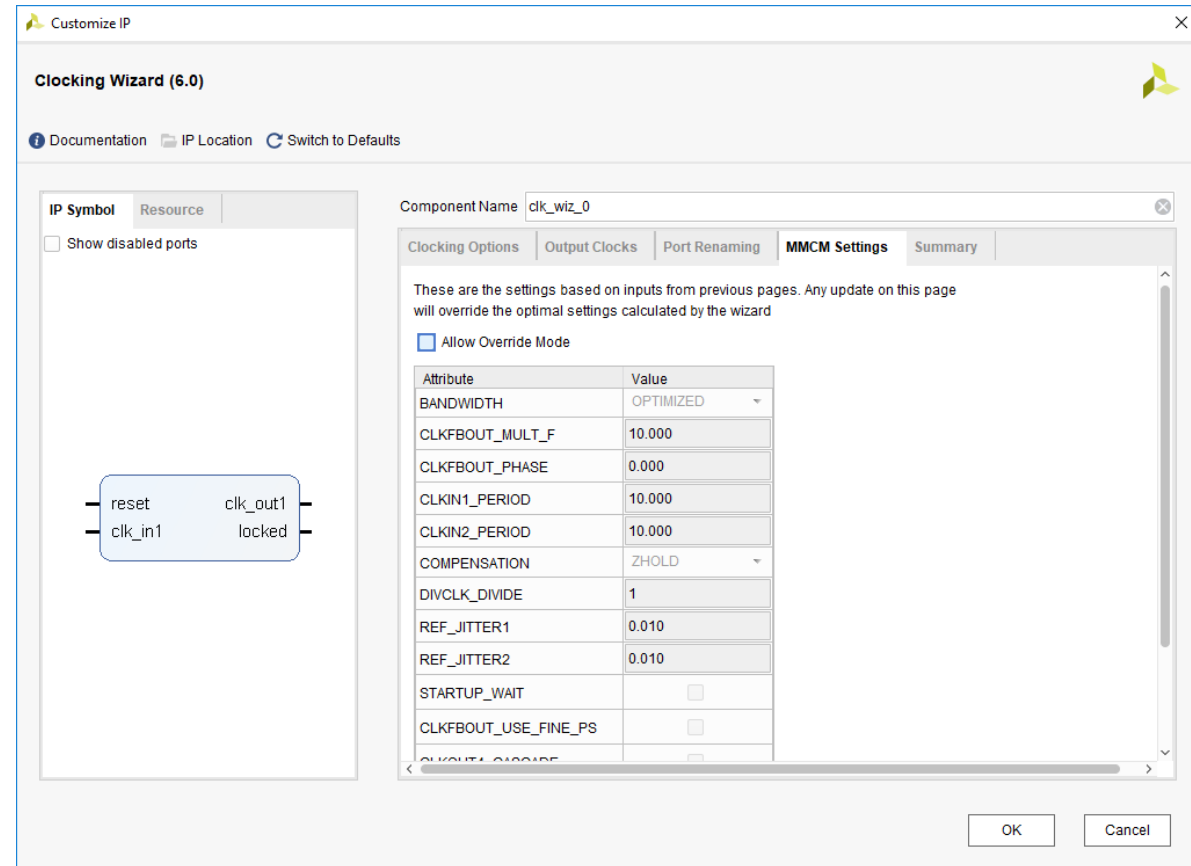 Customize IP
Clocking Wizard (6.0)
Documentation IP Location Switch to Defaults
IP Symbol Resource
Show disabled ports
reset clk_out1
clk_in1 locked
Component Name clk_wiz_0
Clocking Options Output Clocks Port Renaming MMCM Settings Summary
These are the settings based on inputs from previous pages. Any update on this page
will override the optimal settings calculated by the wizard
Allow Override Mode
Attribute Value
BANDWIDTH OPTIMIZED
CLKFBOUT_MULT_F 10.000
CLKFBOUT_PHASE 0.000
CLKIN1_PERIOD 10.000
CLKIN2_PERIOD 10.000
COMPENSATION ZHOLD
DIVCLK_DIVIDE 1
REF_JITTER1 0.010
REF_JITTER2 0.010
STARTUP_WAIT
CLKFBOUT_USE_FINE_PS
OK Cancel